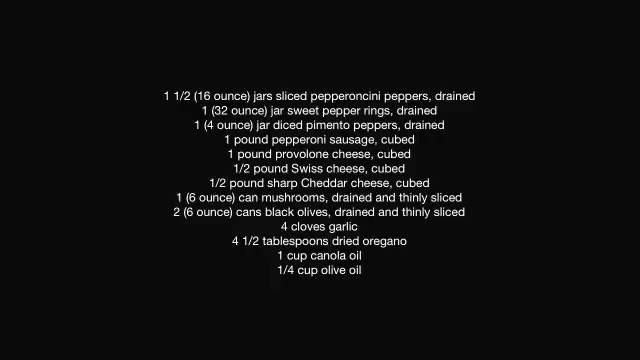 1 1/2 (16 ounce) jars sliced pepperoncini peppers, drained
1 (32 ounce) jar sweet pepper rings, drained
1 (4 ounce) jar diced pimento peppers, drained
1 pound pepperoni sausage, cubed
1 pound provolone cheese, cubed
1/2 pound Swiss cheese, cubed
1/2 pound sharp Cheddar cheese, cubed
1 (6 ounce) can mushrooms, drained and thinly sliced
2 (6 ounce) cans black olives, drained and thinly sliced
4 cloves garlic
4 1/2 tablespoons dried oregano
1 cup canola oil
1/4 cup olive oil